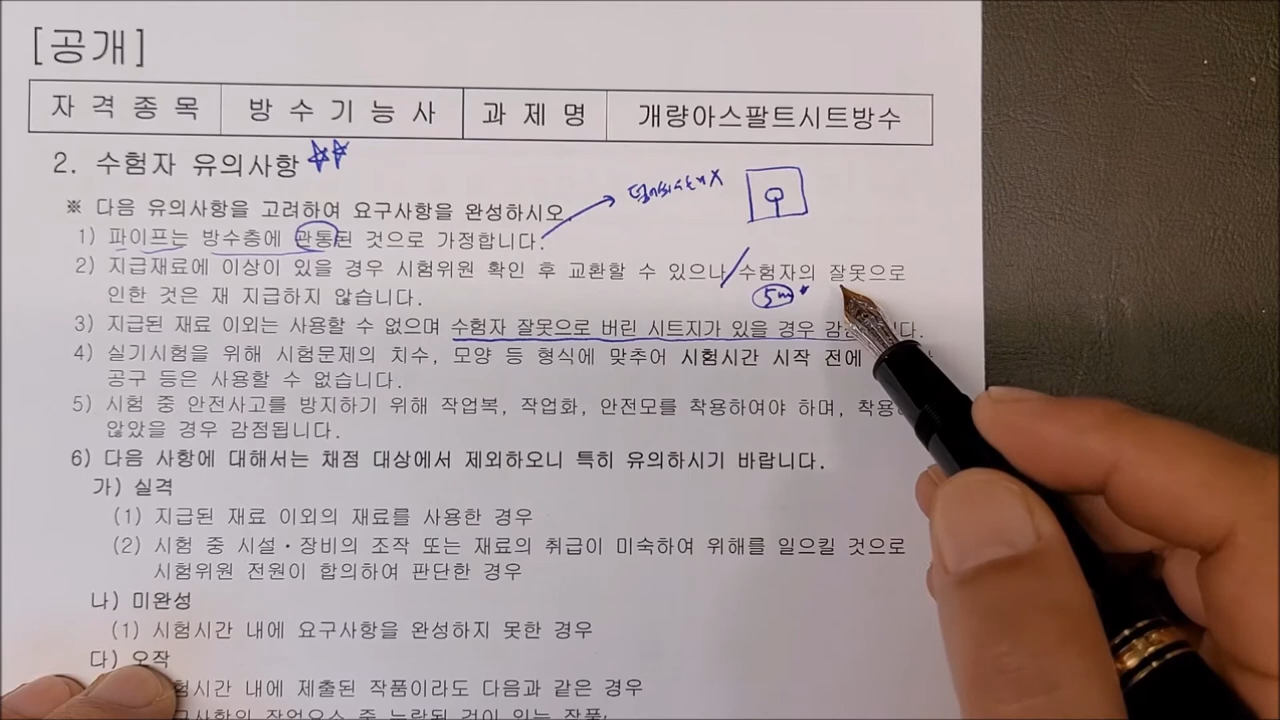 [공개]
자 격 종 목 방 수 기 능 사 과 제 명 개량아스팔트시트방수
2. 수험자 유의사항
※ 다음 유의사항을 고려하여 요구사항을 완성하시오.
1) 파이프는 방수층에 관통된 것으로 가정합니다.
2) 지급재료에 이상이 있을 경우 시험위원 확인 후 교환할 수 있으나 수험자의 잘못으로
인한 것은 재 지급하지 않습니다.
5m
3) 지급된 재료 이외는 사용할 수 없으며 수험자 잘못으로 버린 시트지가 있을 경우
4) 실기시험을 위해 시험문제의 치수, 모양 등 형식에 맞추어 시험시간 시작 전에
공구 등은 사용할 수 없습니다.
5) 시험 중 안전사고를 방지하기 위해 작업복, 작업화, 안전모를 착용하여야 하며,
않았을 경우 감점됩니다.
6) 다음 사항에 대해서는 채점 대상에서 제외하오니 특히 유의하시기 바랍니다.
가) 실격
(1) 지급된 재료 이외의 재료를 사용한 경우
(2) 시험 중 시설·장비의 조작 또는 재료의 취급이 미숙하여 위해를 일으킬 것으로
시험위원 전원이 합의하여 판단한 경우
나) 미완성
(1) 시험시간 내에 요구사항을 완성하지 못한 경우
다) 오작
내에 제출된 작품이라도 다음과 같은 경우